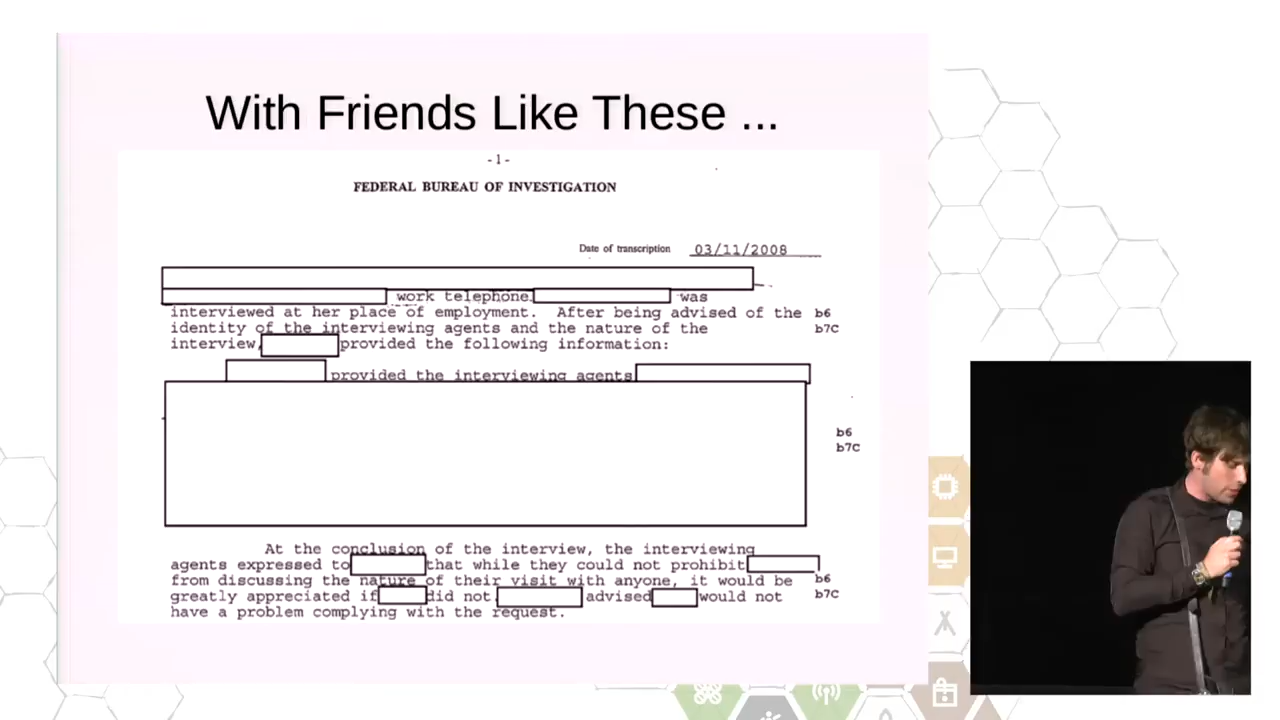 With Friends Like These ...
- 1 -
FEDERAL BUREAU OF INVESTIGATION
Date of transcription 03/11/2008
work telephone was
interviewed at her place of employment. After being advised of the b6
identity of the interviewing agents and the nature of the b7C
interview, provided the following information:
provided the interviewing agents
b6
b7C
At the conclusion of the interview, the interviewing
agents expressed to that while they could not prohibit
from discussing the nature of their visit with anyone, it would be b6
greatly appreciated if did not. advised would not b7C
have a problem complying with the request.